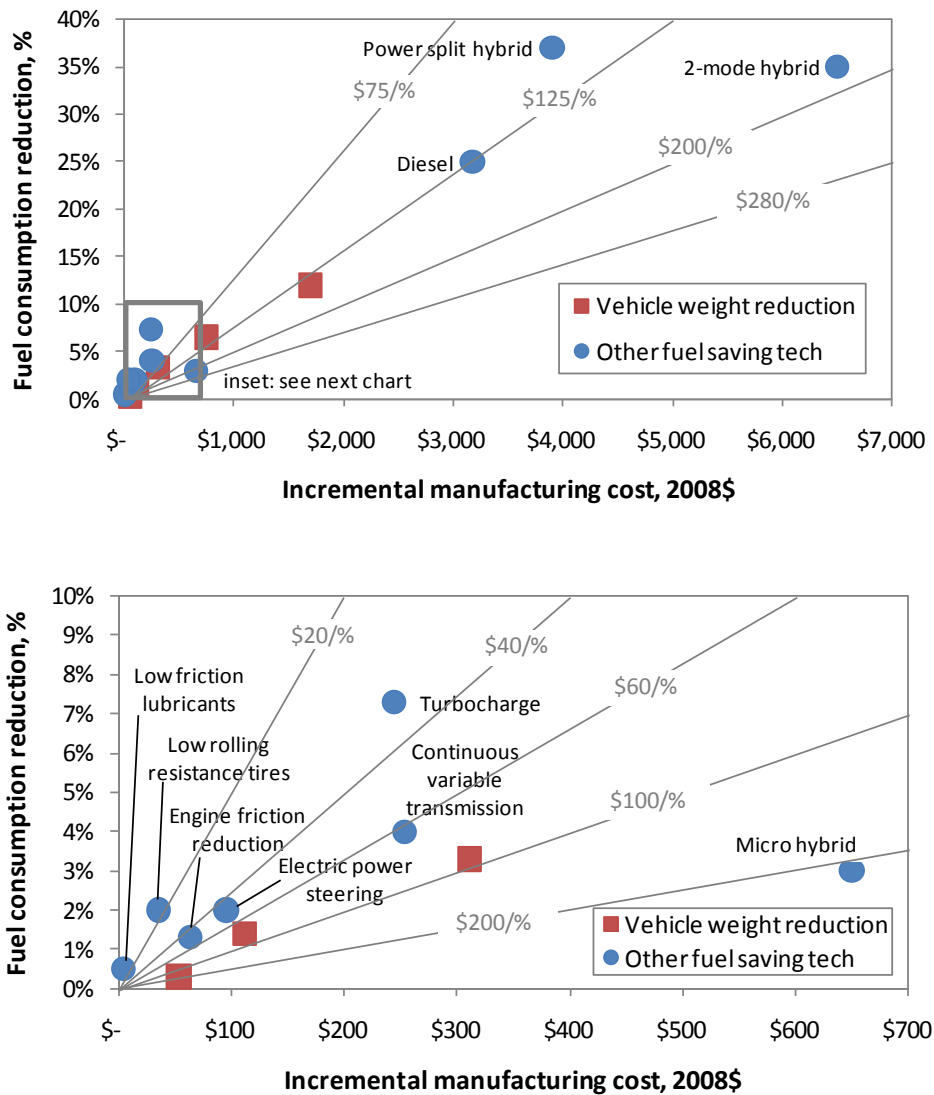 Fuel consumption reduction, %
40%
35%
30%
25%
20%
15%
10%
5%
0%
Power split hybrid
2-mode hybrid
$75/%
$125/%
Diesel
$200/%
$280/%
Vehicle weight reduction
Other fuel saving tech
inset: see next chart
$-
$1,000
$2,000
$3,000
$4,000
$5,000
$6,000
$7,000
Incremental manufacturing cost, 2008$
Fuel consumption reduction, %
10%
9%
8%
7%
6%
5%
4%
3%
2%
1%
0%
$20/%
$40/%
$60/%
Low friction
lubricants
Turbocharge
Low rolling
resistance tires
Continuous
variable
transmission
Engine friction
reduction
$100/%
Electric power
steering
Micro hybrid
$200/%
Vehicle weight reduction
Other fuel saving tech
$-
$100
$200
$300
$400
$500
$600
$700
Incremental manufacturing cost, 2008$